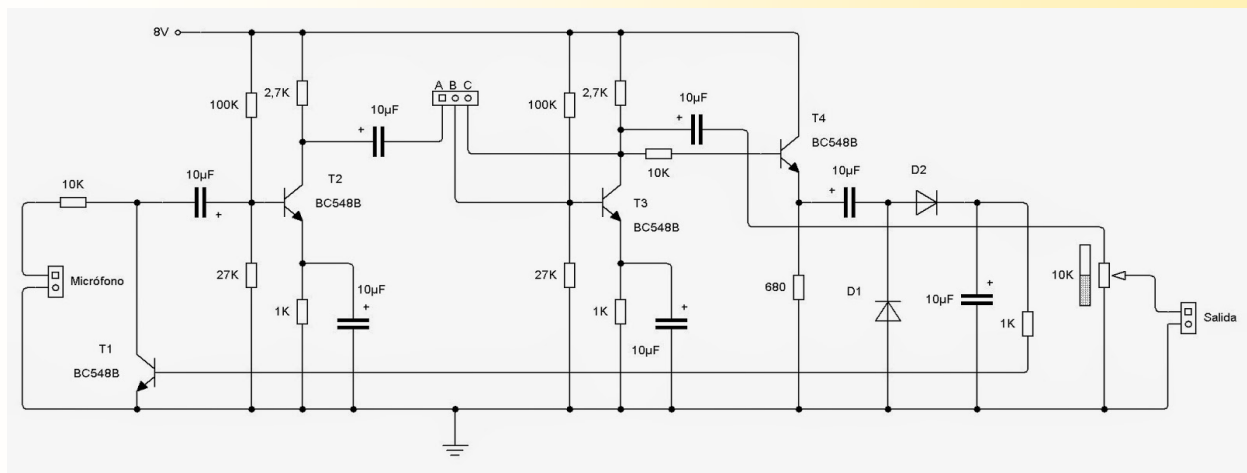 8V
A B C
10µF
2,7K
100K
10K
10µF
T2
BC548B
27K
1K
10µF
Micrófono
T1
BC548B
100K
2,7K
10µF
10K
T4
BC548B
T3
BC548B
27K
1K
10µF
10µF
D2
680
D1
10µF
1K
10K
Salida